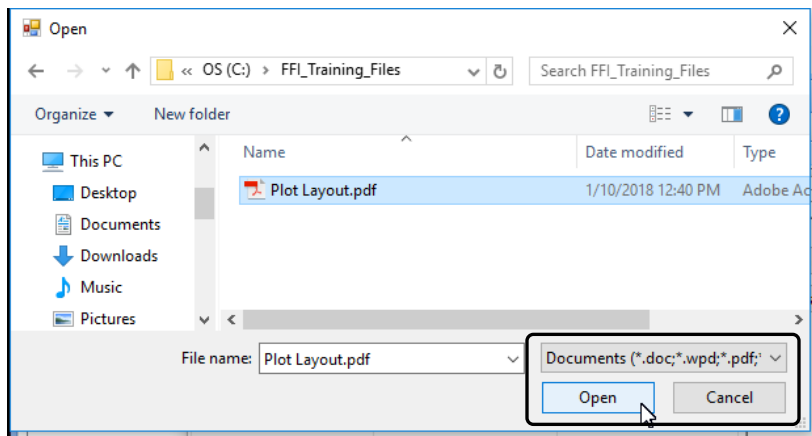 Open
« OS (C:) > FFI_Training_Files
Search FFI_Training_Files
Organize
New folder
Name
Date modified
Type
This PC
Desktop
Documents
Downloads
Music
Pictures
Plot Layout.pdf
1/10/2018 12:40 PM
Adobe Ac
File name:
Plot Layout.pdf
Documents (*.doc;*.wpd;*.pdf;*
Open
Cancel